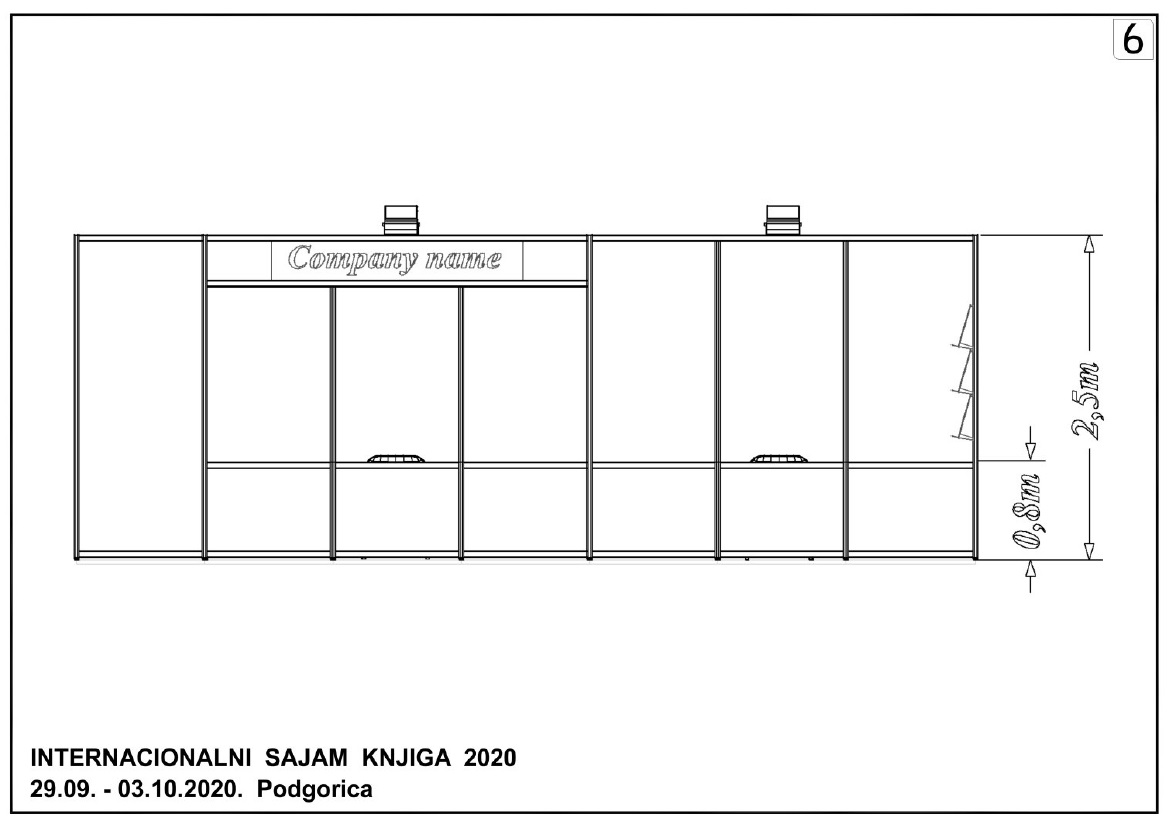 6
Company name
2,5m
0,8m
INTERNACIONALNI SAJAM KNJIGA 2020
29.09. - 03.10.2020. Podgorica